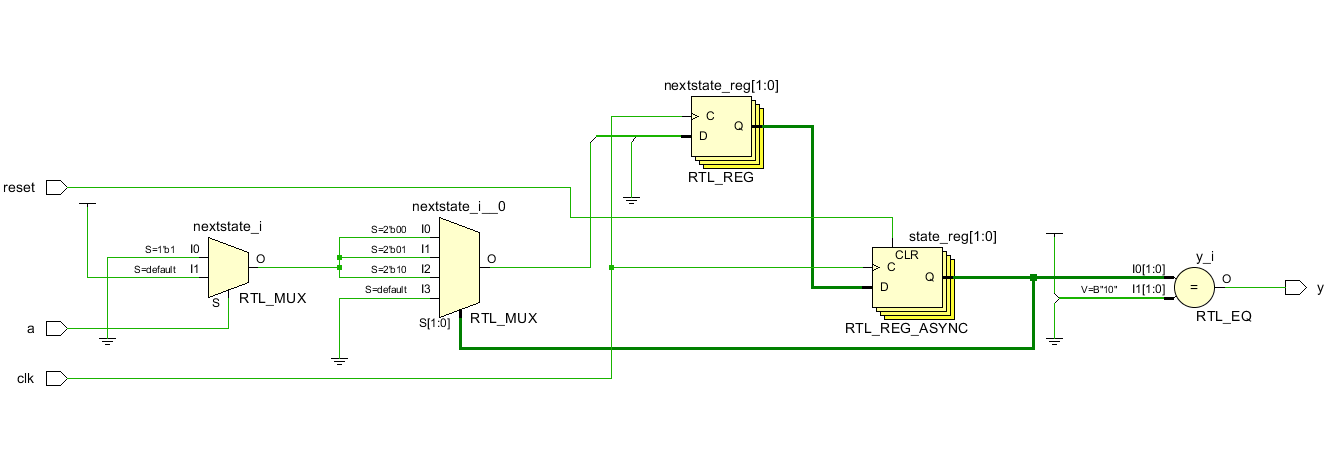 nextstate_reg[1:0]
C
D
Q
RTL_REG
reset
nextstate_i
S=1'b1
I0
S=default
I1
O
S
RTL_MUX
nextstate_i__0
S=2'b00
I0
S=2'b01
I1
S=2'b10
I2
S=default
I3
O
S[1:0]
RTL_MUX
state_reg[1:0]
CLR
C
D
Q
RTL_REG_ASYNC
y_i
I0[1:0]
V=B"10"
I1[1:0]
=
O
RTL_EQ
y
a
clk